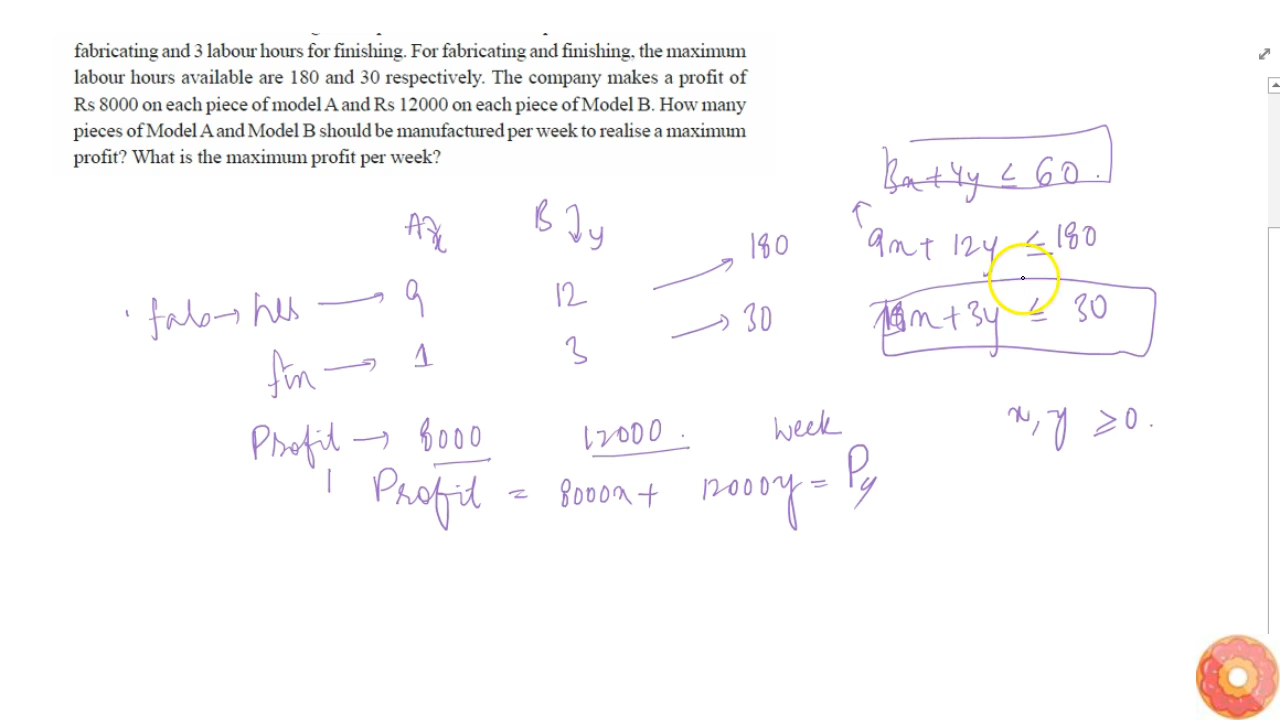 fabricating and 3 labour hours for finishing. For fabricating and finishing, the maximum
labour hours available are 180 and 30 respectively. The company makes a profit of
Rs 8000 on each piece of model A and Rs 12000 on each piece of Model B. How many
pieces of Model A and Model B should be manufactured per week to realise a maximum
profit? What is the maximum profit per week?
3x + 4y ≤ 60.
A x B ↓ y
9x + 12y ≤ 180
fab → hrs → 9 12 → 180
x + 3y ≤ 30
fin → 1 3 → 30
x, y ≥ 0.
Profit → 8000 12000. week
Profit = 8000x + 12000y = P